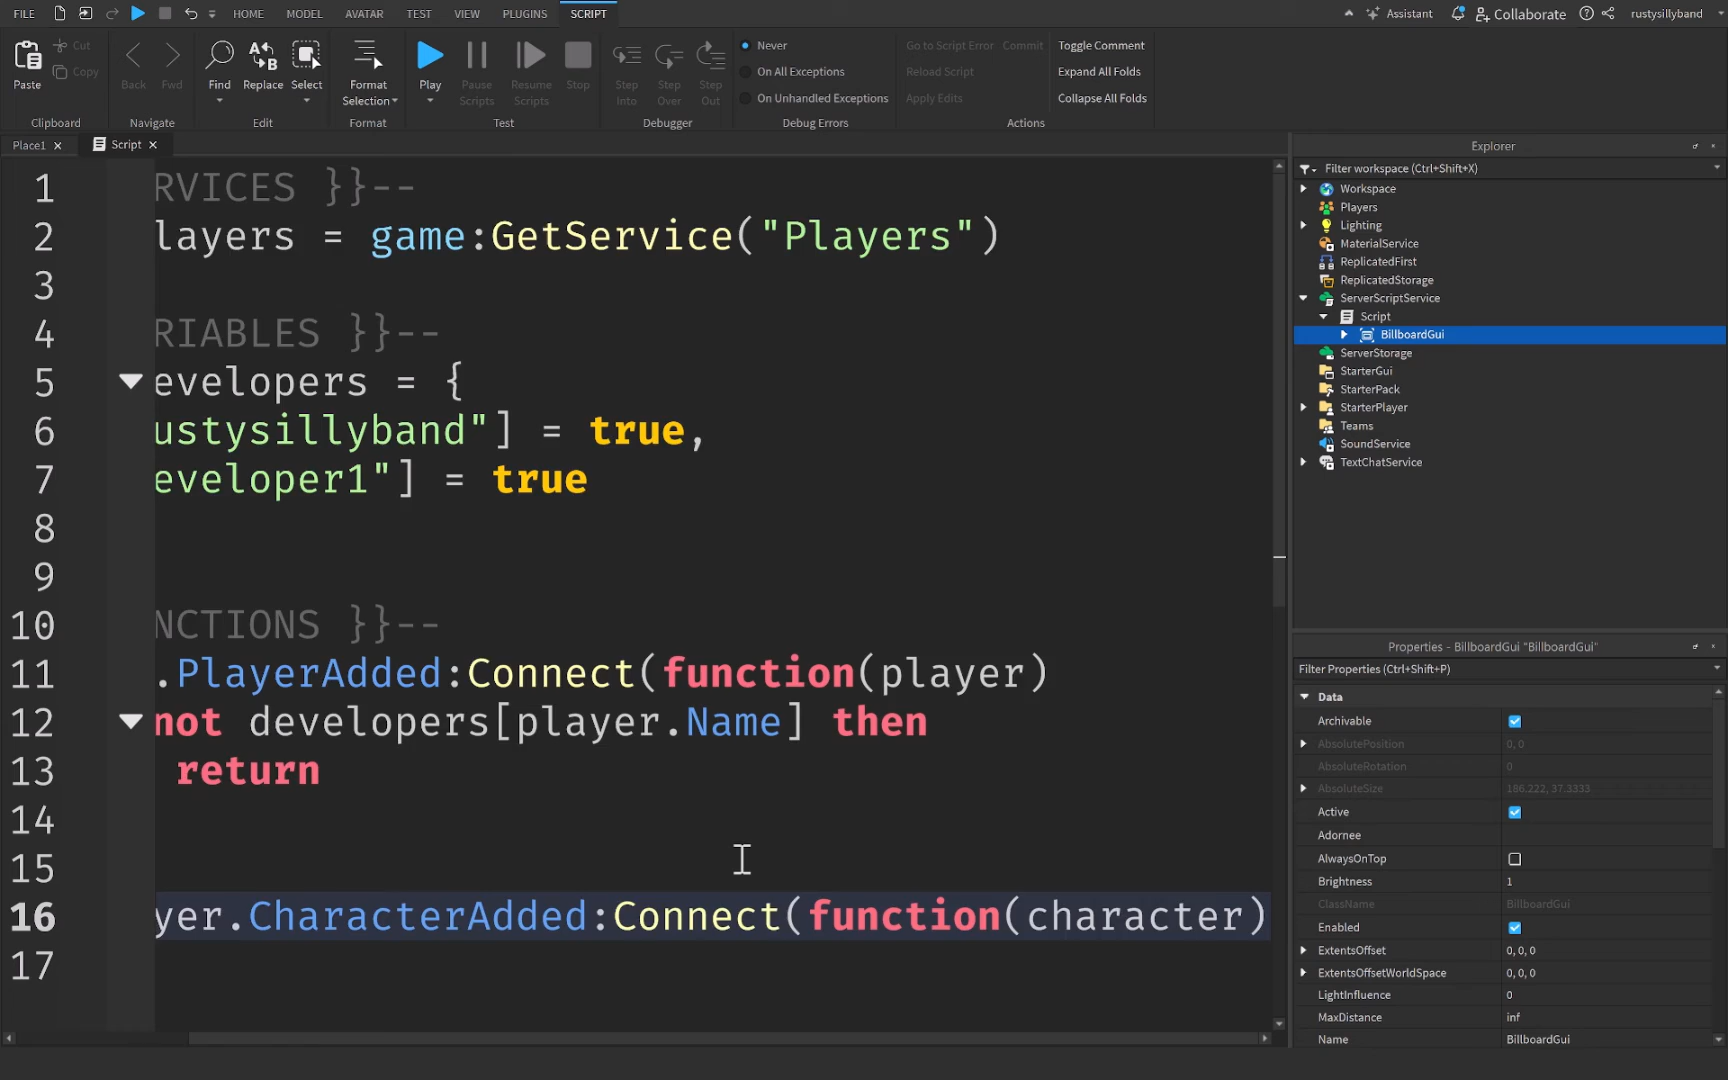 FILE HOME MODEL AVATAR TEST VIEW PLUGINS SCRIPT Assistant Collaborate rustysillyband
Paste Cut Copy
Clipboard
Back Fwd
Navigate
Find Replace Select
Edit
Format Selection
Format
Play Pause Scripts Resume Scripts Stop
Test
Step Into Step Over Step Out
Debugger
Never
On All Exceptions
On Unhandled Exceptions
Debug Errors
Go to Script Error Commit Toggle Comment
Reload Script Expand All Folds
Apply Edits Collapse All Folds
Actions
Place1 Script
1 RVICES }}--
2 layers = game:GetService("Players")
3
4 RIABLES }}--
5 evelopers = {
6 ustysillyband"] = true,
7 eveloper1"] = true
8
9
10 NCTIONS }}--
11 .PlayerAdded:Connect(function(player)
12 not developers[player.Name] then
13 return
14
15
16 yer.CharacterAdded:Connect(function(character)
17
Explorer
Filter workspace (Ctrl+Shift+X)
Workspace
Players
Lighting
MaterialService
ReplicatedFirst
ReplicatedStorage
ServerScriptService
Script
BillboardGui
ServerStorage
StarterGui
StarterPack
StarterPlayer
Teams
SoundService
TextChatService
Properties - BillboardGui "BillboardGui"
Filter Properties (Ctrl+Shift+P)
Data
Archivable
AbsolutePosition 0, 0
AbsoluteRotation 0
AbsoluteSize 186.222, 37.3333
Active
Adornee
AlwaysOnTop
Brightness 1
ClassName BillboardGui
Enabled
ExtentsOffset 0, 0, 0
ExtentsOffsetWorldSpace 0, 0, 0
LightInfluence 0
MaxDistance inf
Name BillboardGui